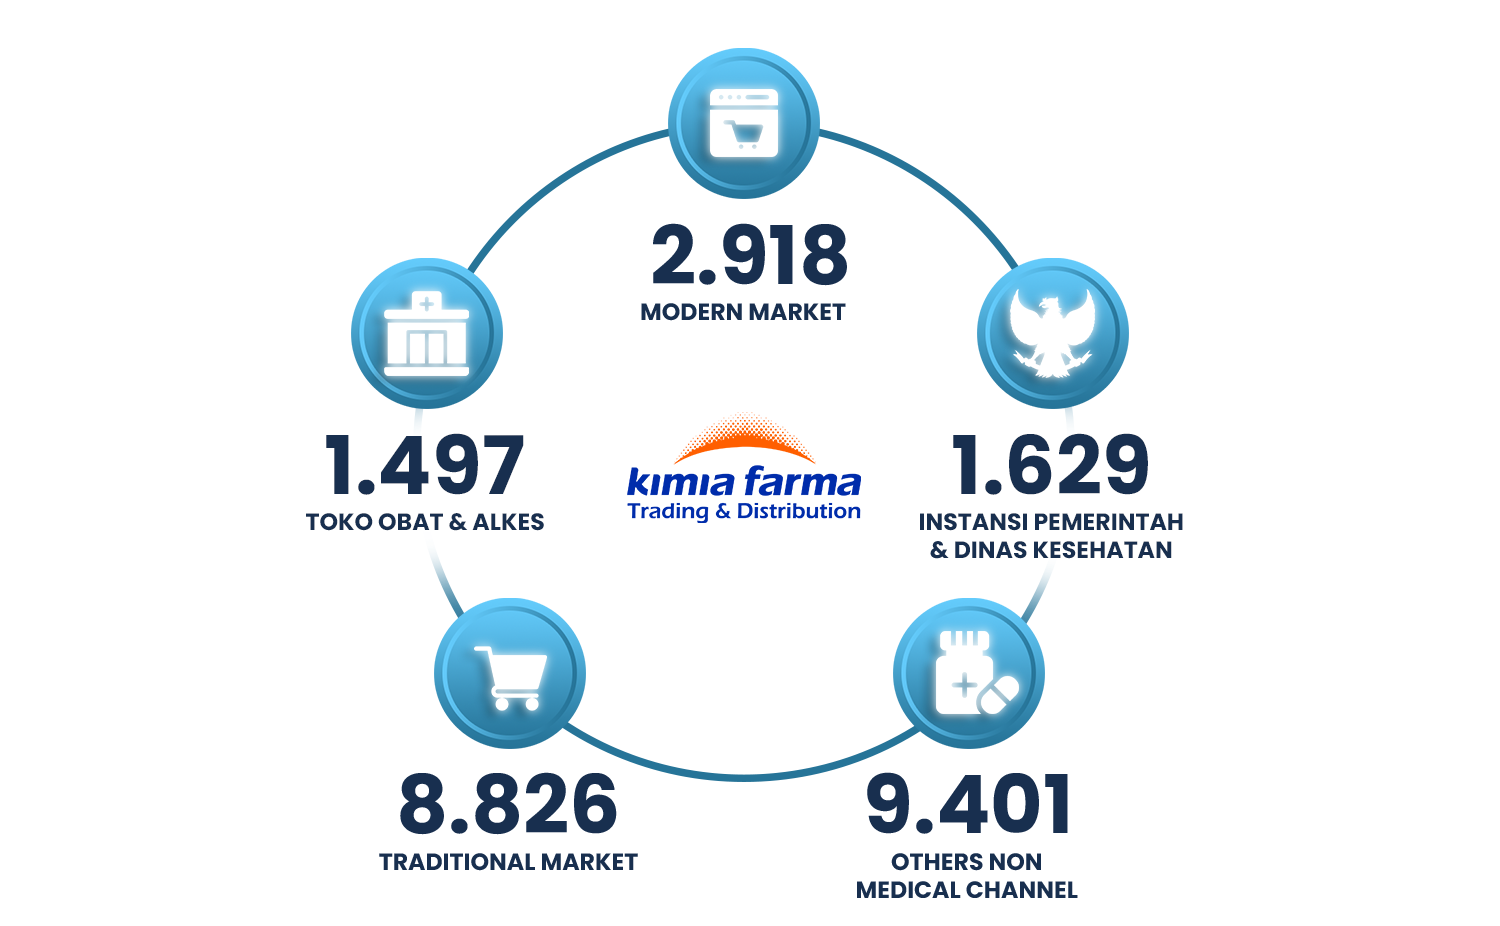 2.918
MODERN MARKET
1.497
TOKO OBAT & ALKES
kimia farma
Trading & Distribution
1.629
INSTANSI PEMERINTAH
& DINAS KESEHATAN
8.826
TRADITIONAL MARKET
9.401
OTHERS NON
MEDICAL CHANNEL